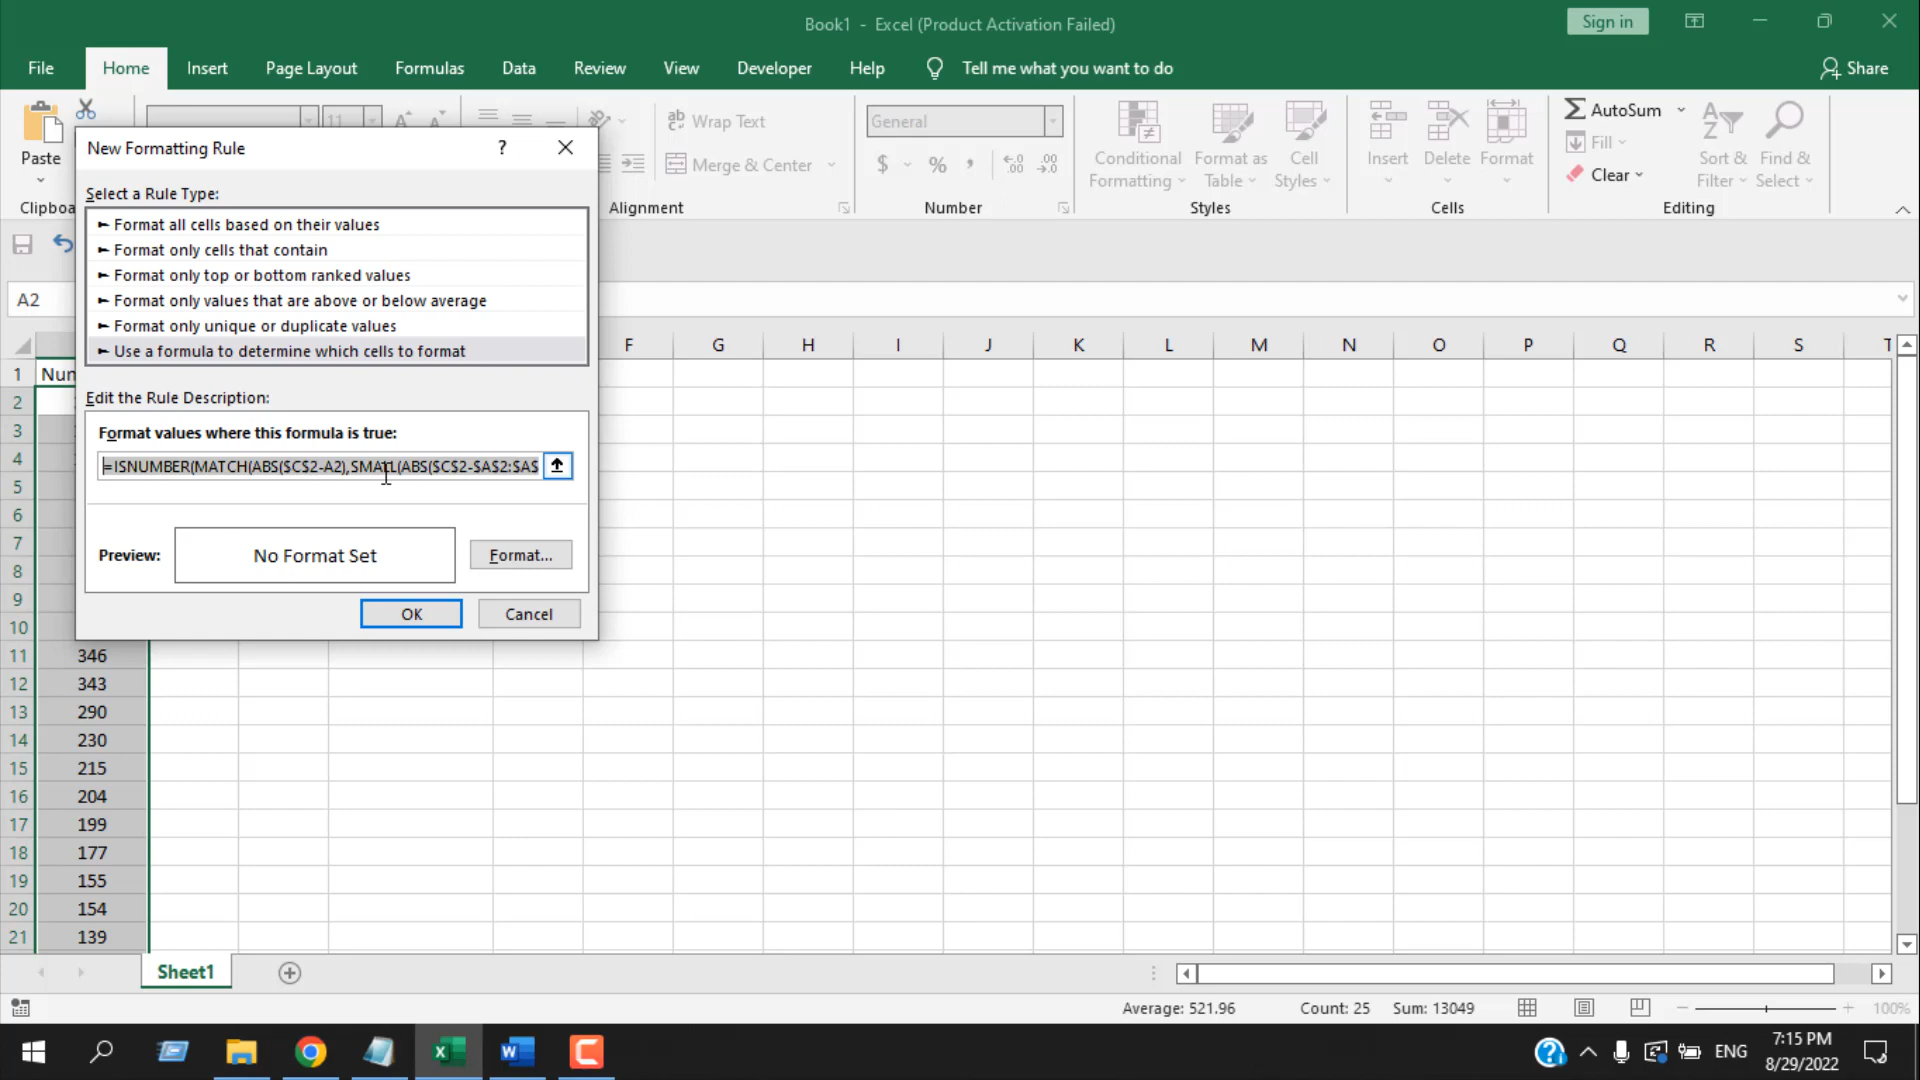 Book1 - Excel (Product Activation Failed)
Sign in
File
Home
Insert
Page Layout
Formulas
Data
Review
View
Developer
Help
Tell me what you want to do
Share
Paste
11
Wrap Text
Merge & Center
General
Conditional
Formatting
Format as
Table
Cell
Styles
Insert
Delete
Format
AutoSum
Fill
Clear
Sort &
Filter
Find &
Select
Alignment
Number
Styles
Cells
Editing
New Formatting Rule
?
Select a Rule Type:
► Format all cells based on their values
► Format only cells that contain
► Format only top or bottom ranked values
► Format only values that are above or below average
► Format only unique or duplicate values
► Use a formula to determine which cells to format
Edit the Rule Description:
Format values where this formula is true:
=ISNUMBER(MATCH(ABS($C$2-A2),SMALL(ABS($C$2-$A$2:$A$
Preview:
No Format Set
Format...
OK
Cancel
A2
F G H I J K L M N O P Q R S T
1
2
3
4
5
6
7
8
9
10
11 346
12 343
13 290
14 230
15 215
16 204
17 199
18 177
19 155
20 154
21 139
Sheet1
Average: 521.96
Count: 25
Sum: 13049
100%
ENG
7:15 PM
8/29/2022